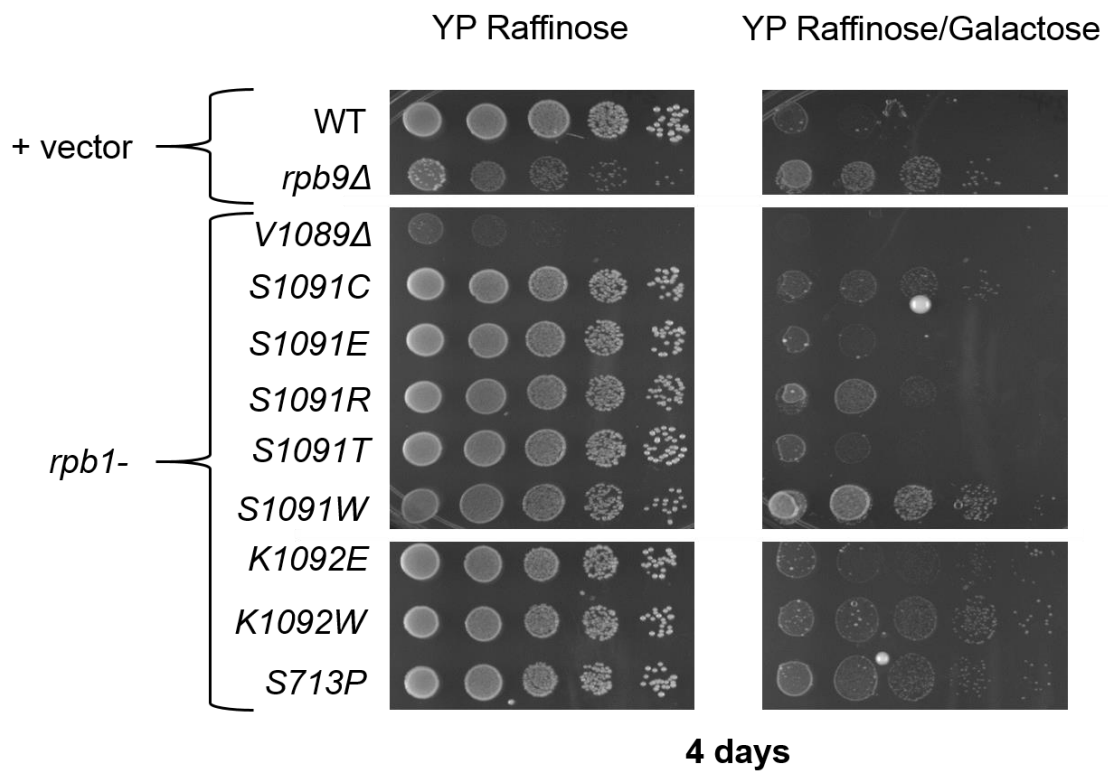 YP Raffinose
YP Raffinose/Galactose
+ vector
WT
rpb9Δ
rpb1-
V1089Δ
S1091C
S1091E
S1091R
S1091T
S1091W
K1092E
K1092W
S713P
4 days